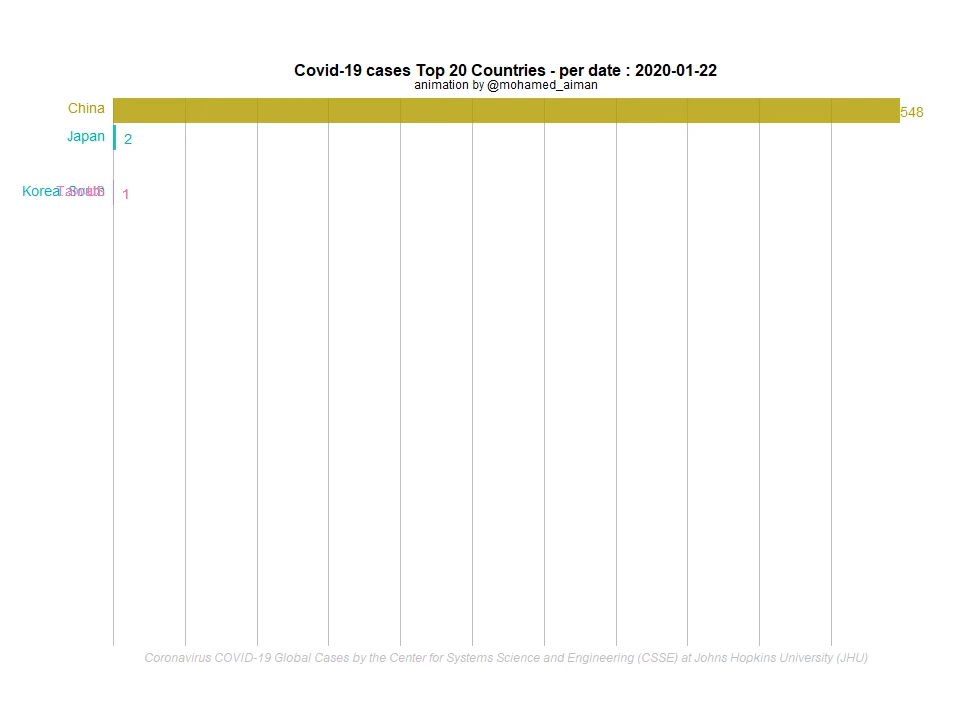 Covid-19 cases Top 20 Countries - per date : 2020-01-22
animation by @mohamed_aiman
China 548
Japan 2
Korea, South 1
Coronavirus COVID-19 Global Cases by the Center for Systems Science and Engineering (CSSE) at Johns Hopkins University (JHU)